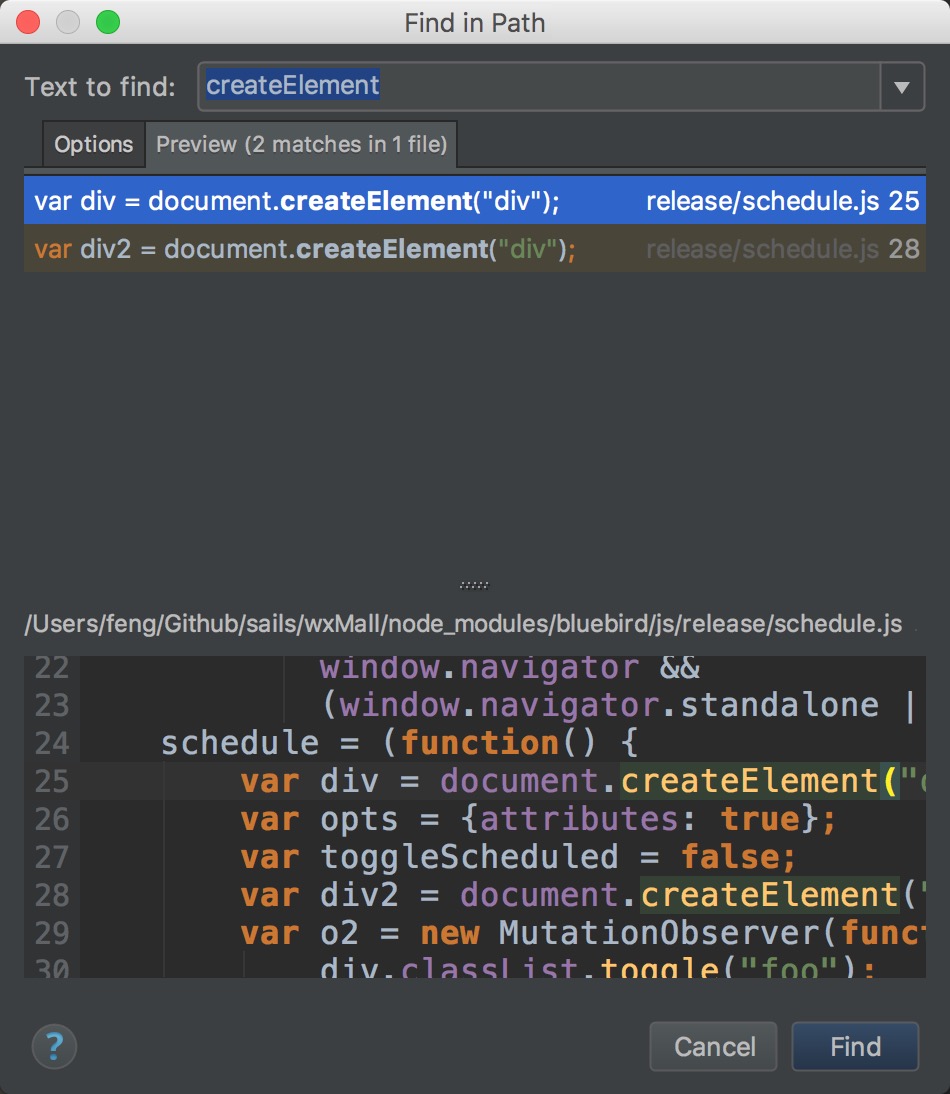 Find in Path
Text to find: createElement
Options Preview (2 matches in 1 file)
var div = document.createElement("div"); release/schedule.js 25
var div2 = document.createElement("div"); release/schedule.js 28
/Users/feng/Github/sails/wxMall/node_modules/bluebird/js/release/schedule.js
22 window.navigator &&
23 (window.navigator.standalone |
24 schedule = (function() {
25 var div = document.createElement("
26 var opts = {attributes: true};
27 var toggleScheduled = false;
28 var div2 = document.createElement(
29 var o2 = new MutationObserver(func
30 div.classList.toggle("foo");
? Cancel Find